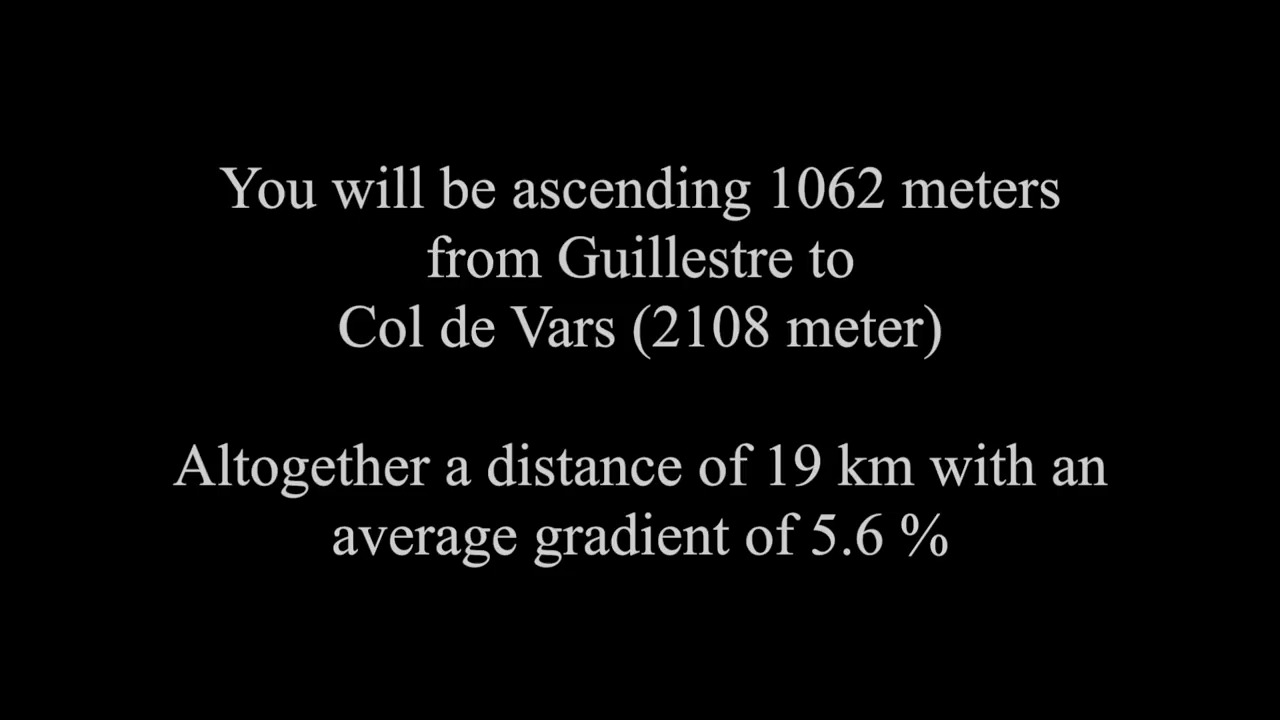 You will be ascending 1062 meters
from Guillestre to
Col de Vars (2108 meter)
Altogether a distance of 19 km with an
average gradient of 5.6 %